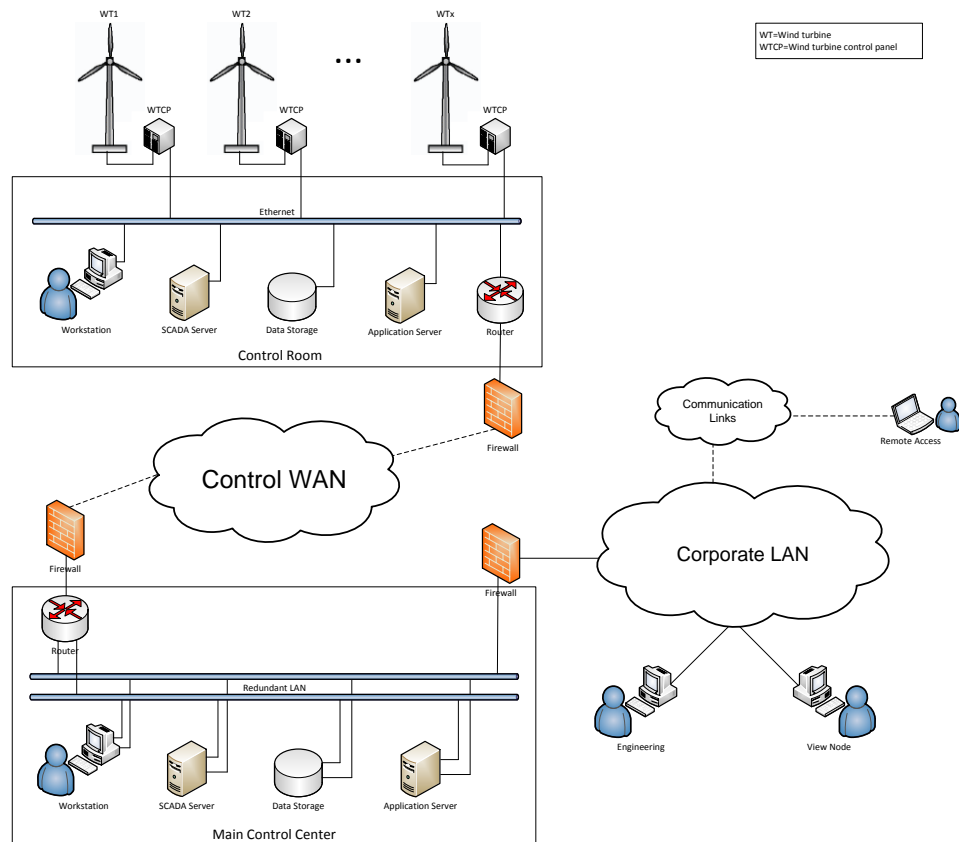 WT1
WT2
WTx
...
WT=Wind turbine
WTCP=Wind turbine control panel
WTCP
WTCP
WTCP
Ethernet
Workstation
SCADA Server
Data Storage
Application Server
Router
Control Room
Firewall
Communication
Links
Remote Access
Control WAN
Firewall
Firewall
Corporate LAN
Router
Redundant LAN
Workstation
SCADA Server
Data Storage
Application Server
Main Control Center
Engineering
View Node